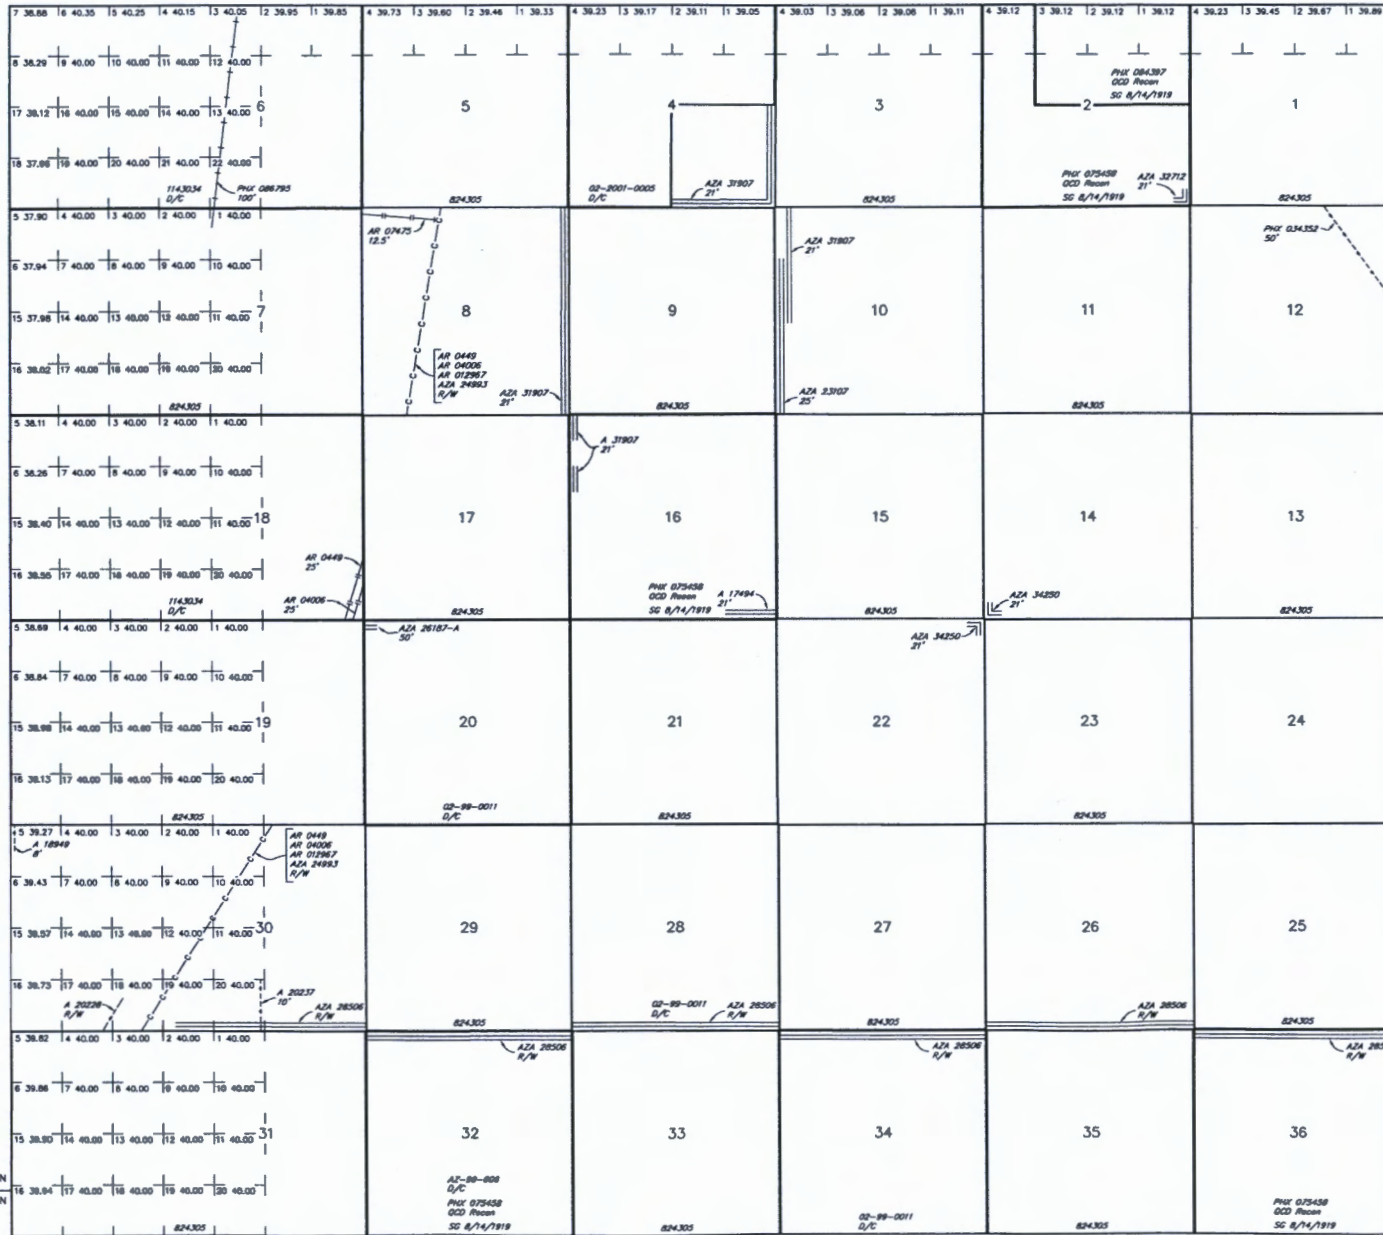 7 38.88 4 40.35 5 40.25 4 40.15 3 40.05 2 39.95 1 39.85 4 39.73 3 39.60 2 39.46 1 39.33 4 39.23 3 39.17 2 39.11 1 39.05 4 39.03 3 39.06 2 39.08 1 39.11 4 39.12 3 39.12 2 39.12 1 39.12 4 39.23 3 39.45 2 39.67 1 39.89
8 38.29 9 40.00 10 40.00 11 40.00 12 40.00
PHX 084397
OCD Recon
SG 8/14/1919
17 38.12 16 40.00 15 40.00 14 40.00 13 40.00 6 5 4 3 2 1
18 19 40.00 20 40.00 21 40.00 22 40.00
1143034
D/C
PHX 086795
100'
824305
02-2001-0005
D/C
AZA 31907
21'
824305
PHX 075458
OCD Recon
SG 8/14/1919
AZA 32712
21'
824305
5 37.90 4 40.00 3 40.00 2 40.00 1 40.00
AR 07475
12.5'
AZA 31907
21'
PHX 034352
50'
6 37.94 7 40.00 8 40.00 9 40.00 10 40.00
15 37.98 14 40.00 13 40.00 12 40.00 11 40.00 7 8 9 10 11 12
16 38.02 17 40.00 18 40.00 19 40.00 20 40.00
824305
AR 0449
AR 04006
AR 012967
AZA 24993
R/W
AZA 31907
21'
824305
AZA 23107
25'
824305
5 38.11 4 40.00 3 40.00 2 40.00 1 40.00
A 31907
21'
6 38.26 7 40.00 8 40.00 9 40.00 10 40.00
15 38.40 14 40.00 13 40.00 12 40.00 11 40.00 18 17 16 15 14 13
16 38.55 17 40.00 18 40.00 19 40.00 20 40.00
1143034
D/C
AR 0449
25'
AR 04006
25'
824305
PHX 075458
OCD Recon
SG 8/14/1919
A 17494
21'
824305
AZA 34250
21'
824305
5 38.69 4 40.00 3 40.00 2 40.00 1 40.00
AZA 26187-A
50'
AZA 34250
21'
6 38.84 7 40.00 8 40.00 9 40.00 10 40.00
15 38.98 14 40.00 13 40.00 12 40.00 11 40.00 19 20 21 22 23 24
16 39.13 17 40.00 18 40.00 19 40.00 20 40.00
824305
02-99-0011
D/C
824305
824305
5 39.27 4 40.00 3 40.00 2 40.00 1 40.00
A 18949
8'
AR 0449
AR 04006
AR 012967
AZA 24993
R/W
6 39.43 7 40.00 8 40.00 9 40.00 10 40.00
15 39.57 14 40.00 13 40.00 12 40.00 11 40.00 30 29 28 27 26 25
16 39.73 17 40.00 18 40.00 19 40.00 20 40.00
A 20228
R/W
A 20237
10'
AZA 28506
R/W
824305
02-99-0011
D/C
AZA 28506
R/W
824305
AZA 28506
R/W
824305
5 39.82 4 40.00 3 40.00 2 40.00 1 40.00
AZA 28506
R/W
AZA 28506
R/W
6 39.86 7 40.00 8 40.00 9 40.00 10 40.00
15 39.90 14 40.00 13 40.00 12 40.00 11 40.00 31 32 33 34 35 36
N
N
16 39.94 17 40.00 18 40.00 19 40.00 20 40.00
824305
D/C
PHX 075458
OCD Recon
SG 8/14/1919
824305
02-99-0011
D/C
824305
PHX 075458
OCD Recon
SG 8/14/1919